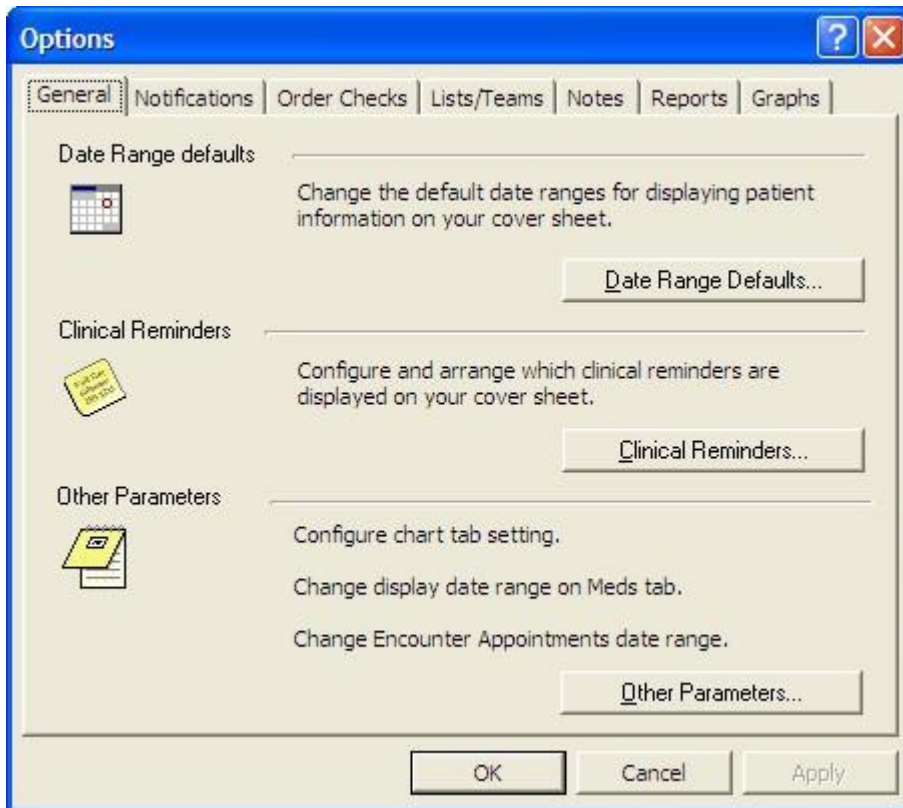 Options
General Notifications Order Checks Lists/Teams Notes Reports Graphs
Date Range defaults
Change the default date ranges for displaying patient
information on your cover sheet.
Date Range Defaults...
Clinical Reminders
Configure and arrange which clinical reminders are
displayed on your cover sheet.
Clinical Reminders...
Other Parameters
Configure chart tab setting.
Change display date range on Meds tab.
Change Encounter Appointments date range.
Other Parameters...
OK Cancel Apply